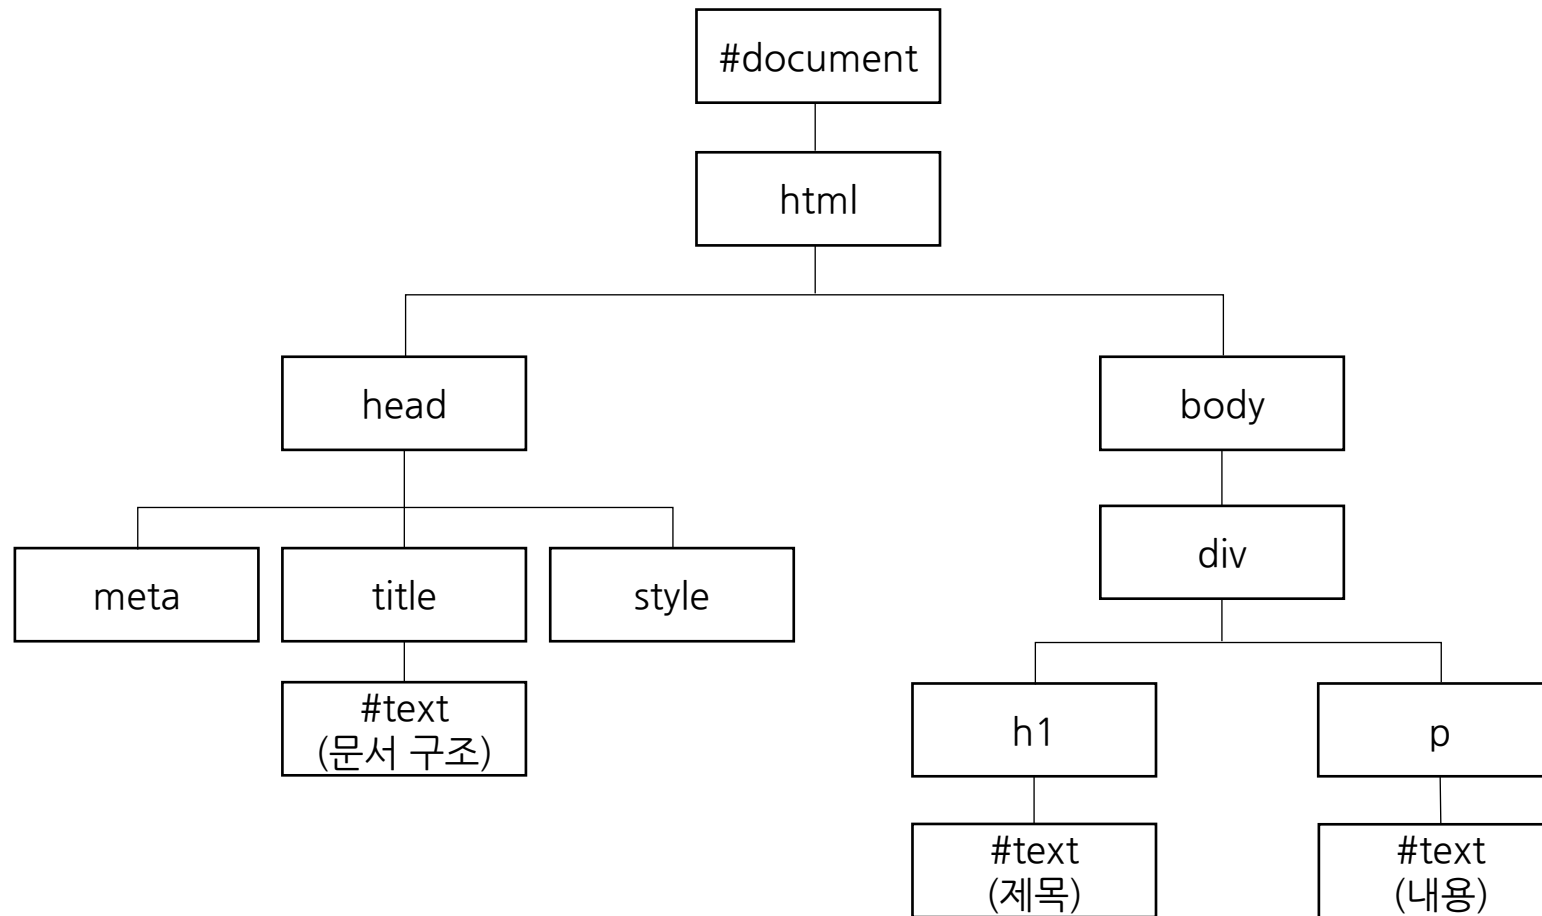 #document
html
head
body
div
meta
title
style
#text
(문서 구조)
h1
p
#text
(제목)
#text
(내용)